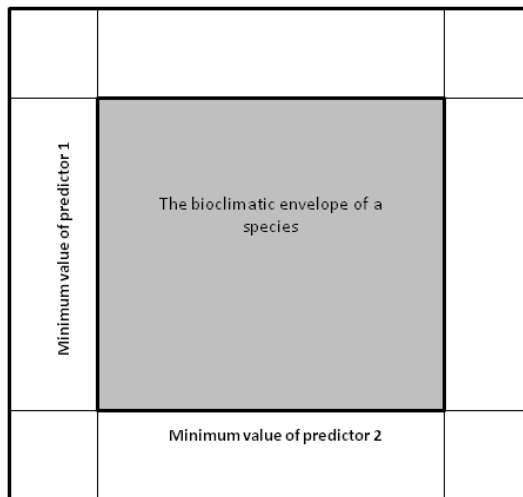 Minimum value of predictor 1
The bioclimatic envelope of a
species
Minimum value of predictor 2